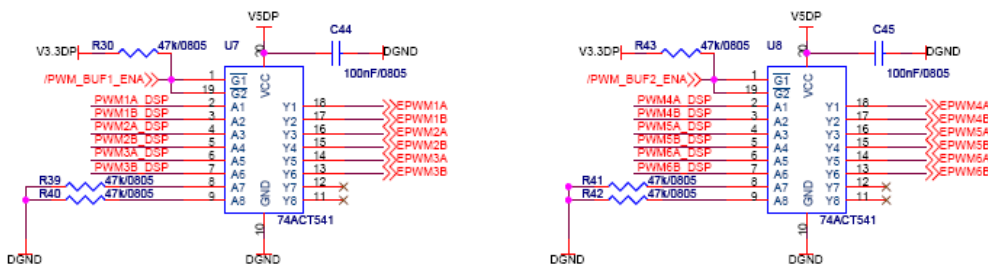 V5DP V5DP
R30 47k/0805 U7 C44 R43 47k/0805 U8 C45
V3.3DP 20 DGND V3.3DP 20 DGND
/PWM_BUF1_ENA 1 G1 VCC 100nF/0805 /PWM_BUF2_ENA 1 G1 VCC 100nF/0805
19 G2 19 G2
PWM1A_DSP 2 A1 Y1 18 EPWM1A PWM4A_DSP 2 A1 Y1 18 EPWM4A
PWM1B_DSP 3 A2 Y2 17 EPWM1B PWM4B_DSP 3 A2 Y2 17 EPWM4B
PWM2A_DSP 4 A3 Y3 16 EPWM2A PWM5A_DSP 4 A3 Y3 16 EPWM5A
PWM2B_DSP 5 A4 Y4 15 EPWM2B PWM5B_DSP 5 A4 Y4 15 EPWM5B
PWM3A_DSP 6 A5 Y5 14 EPWM3A PWM6A_DSP 6 A5 Y5 14 EPWM6A
PWM3B_DSP 7 A6 Y6 13 EPWM3B PWM6B_DSP 7 A6 Y6 13 EPWM6B
R39 47k/0805 8 A7 GND Y7 12 R41 47k/0805 8 A7 GND Y7 12
R40 47k/0805 9 A8 Y8 11 R42 47k/0805 9 A8 Y8 11
10 74ACT541 10 74ACT541
DGND DGND DGND DGND